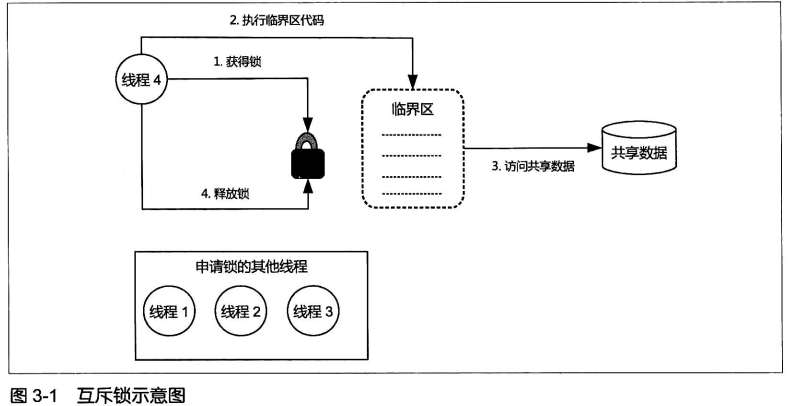 2. 执行临界区代码
1. 获得锁
线程 4
临界区
共享数据
3. 访问共享数据
4. 释放锁
申请锁的其他线程
线程 1
线程 2
线程 3
图 3-1 互斥锁示意图